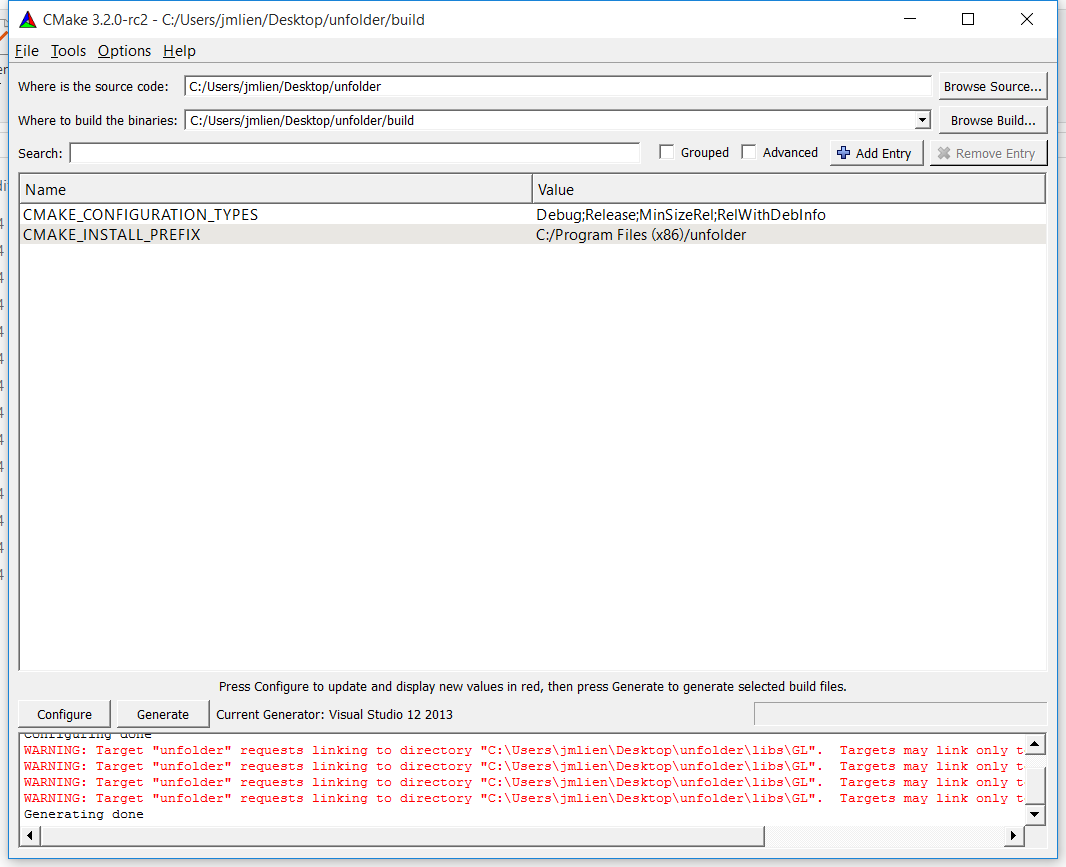 CMake 3.2.0-rc2 - C:/Users/jmlien/Desktop/unfolder/build
File Tools Options Help
Where is the source code: C:/Users/jmlien/Desktop/unfolder Browse Source...
Where to build the binaries: C:/Users/jmlien/Desktop/unfolder/build Browse Build...
Search: Grouped Advanced Add Entry Remove Entry
Name Value
CMAKE_CONFIGURATION_TYPES Debug;Release;MinSizeRel;RelWithDebInfo
CMAKE_INSTALL_PREFIX C:/Program Files (x86)/unfolder
Press Configure to update and display new values in red, then press Generate to generate selected build files.
Configure Generate Current Generator: Visual Studio 12 2013
Configuring done
WARNING: Target "unfolder" requests linking to directory "C:\Users\jmlien\Desktop\unfolder\libs\GL".  Targets may link only t
WARNING: Target "unfolder" requests linking to directory "C:\Users\jmlien\Desktop\unfolder\libs\GL".  Targets may link only t
WARNING: Target "unfolder" requests linking to directory "C:\Users\jmlien\Desktop\unfolder\libs\GL".  Targets may link only t
WARNING: Target "unfolder" requests linking to directory "C:\Users\jmlien\Desktop\unfolder\libs\GL".  Targets may link only t
Generating done